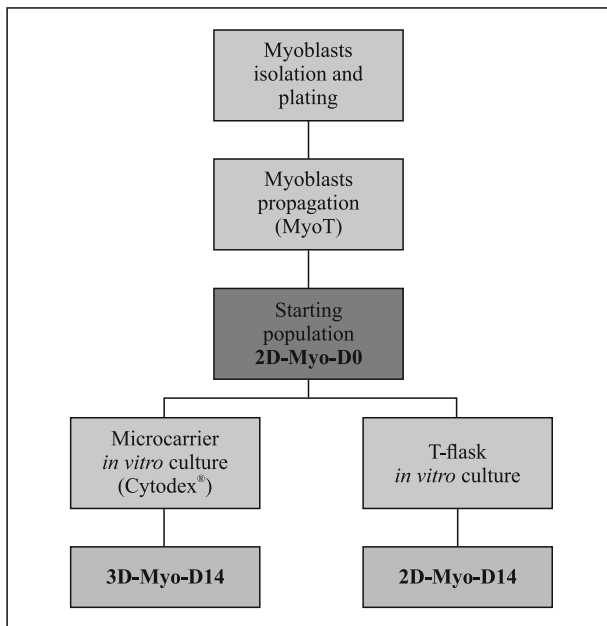 Myoblasts
isolation and
plating
Myoblasts
propagation
(MyoT)
Starting
population
2D-Myo-D0
Microcarrier
in vitro culture
(Cytodex®)
T-flask
in vitro culture
3D-Myo-D14
2D-Myo-D14